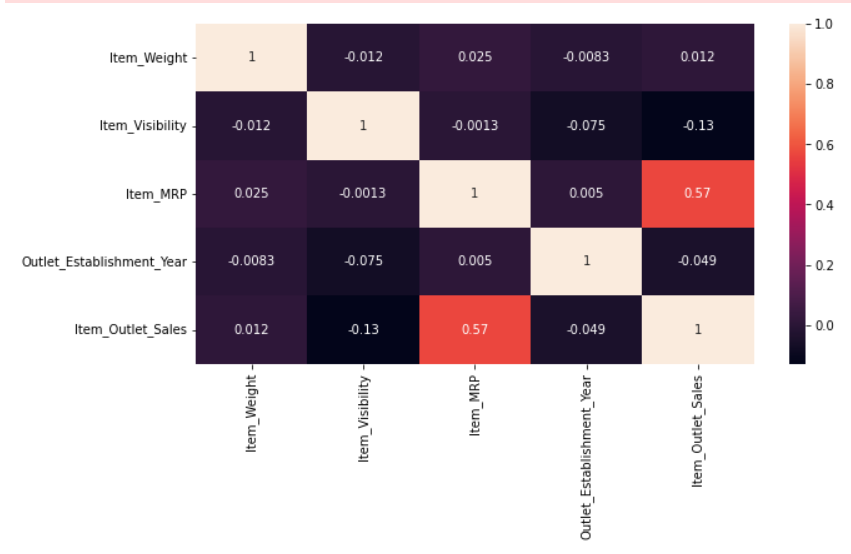 1.0
Item_Weight 1 -0.012 0.025 -0.0083 0.012
0.8
Item_Visibility -0.012 1 -0.0013 -0.075 -0.13
0.6
Item_MRP 0.025 -0.0013 1 0.005 0.57
0.4
Outlet_Establishment_Year -0.0083 -0.075 0.005 1 -0.049
0.2
Item_Outlet_Sales 0.012 -0.13 0.57 -0.049 1
0.0
Item_Weight
Item_Visibility
Item_MRP
Outlet_Establishment_Year
Item_Outlet_Sales